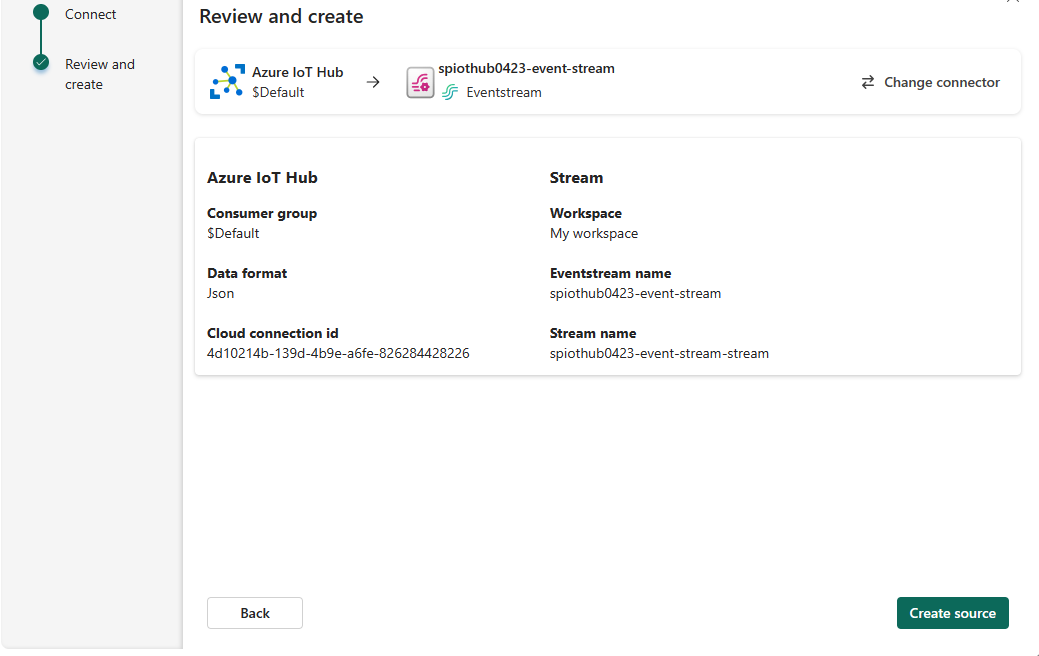 Connect
Review and
create
Review and create
Azure IoT Hub
$Default
spiothub0423-event-stream
Eventstream
Change connector
Azure IoT Hub
Consumer group
$Default
Data format
Json
Cloud connection id
4d10214b-139d-4b9e-a6fe-826284428226
Stream
Workspace
My workspace
Eventstream name
spiothub0423-event-stream
Stream name
spiothub0423-event-stream-stream
Back
Create source